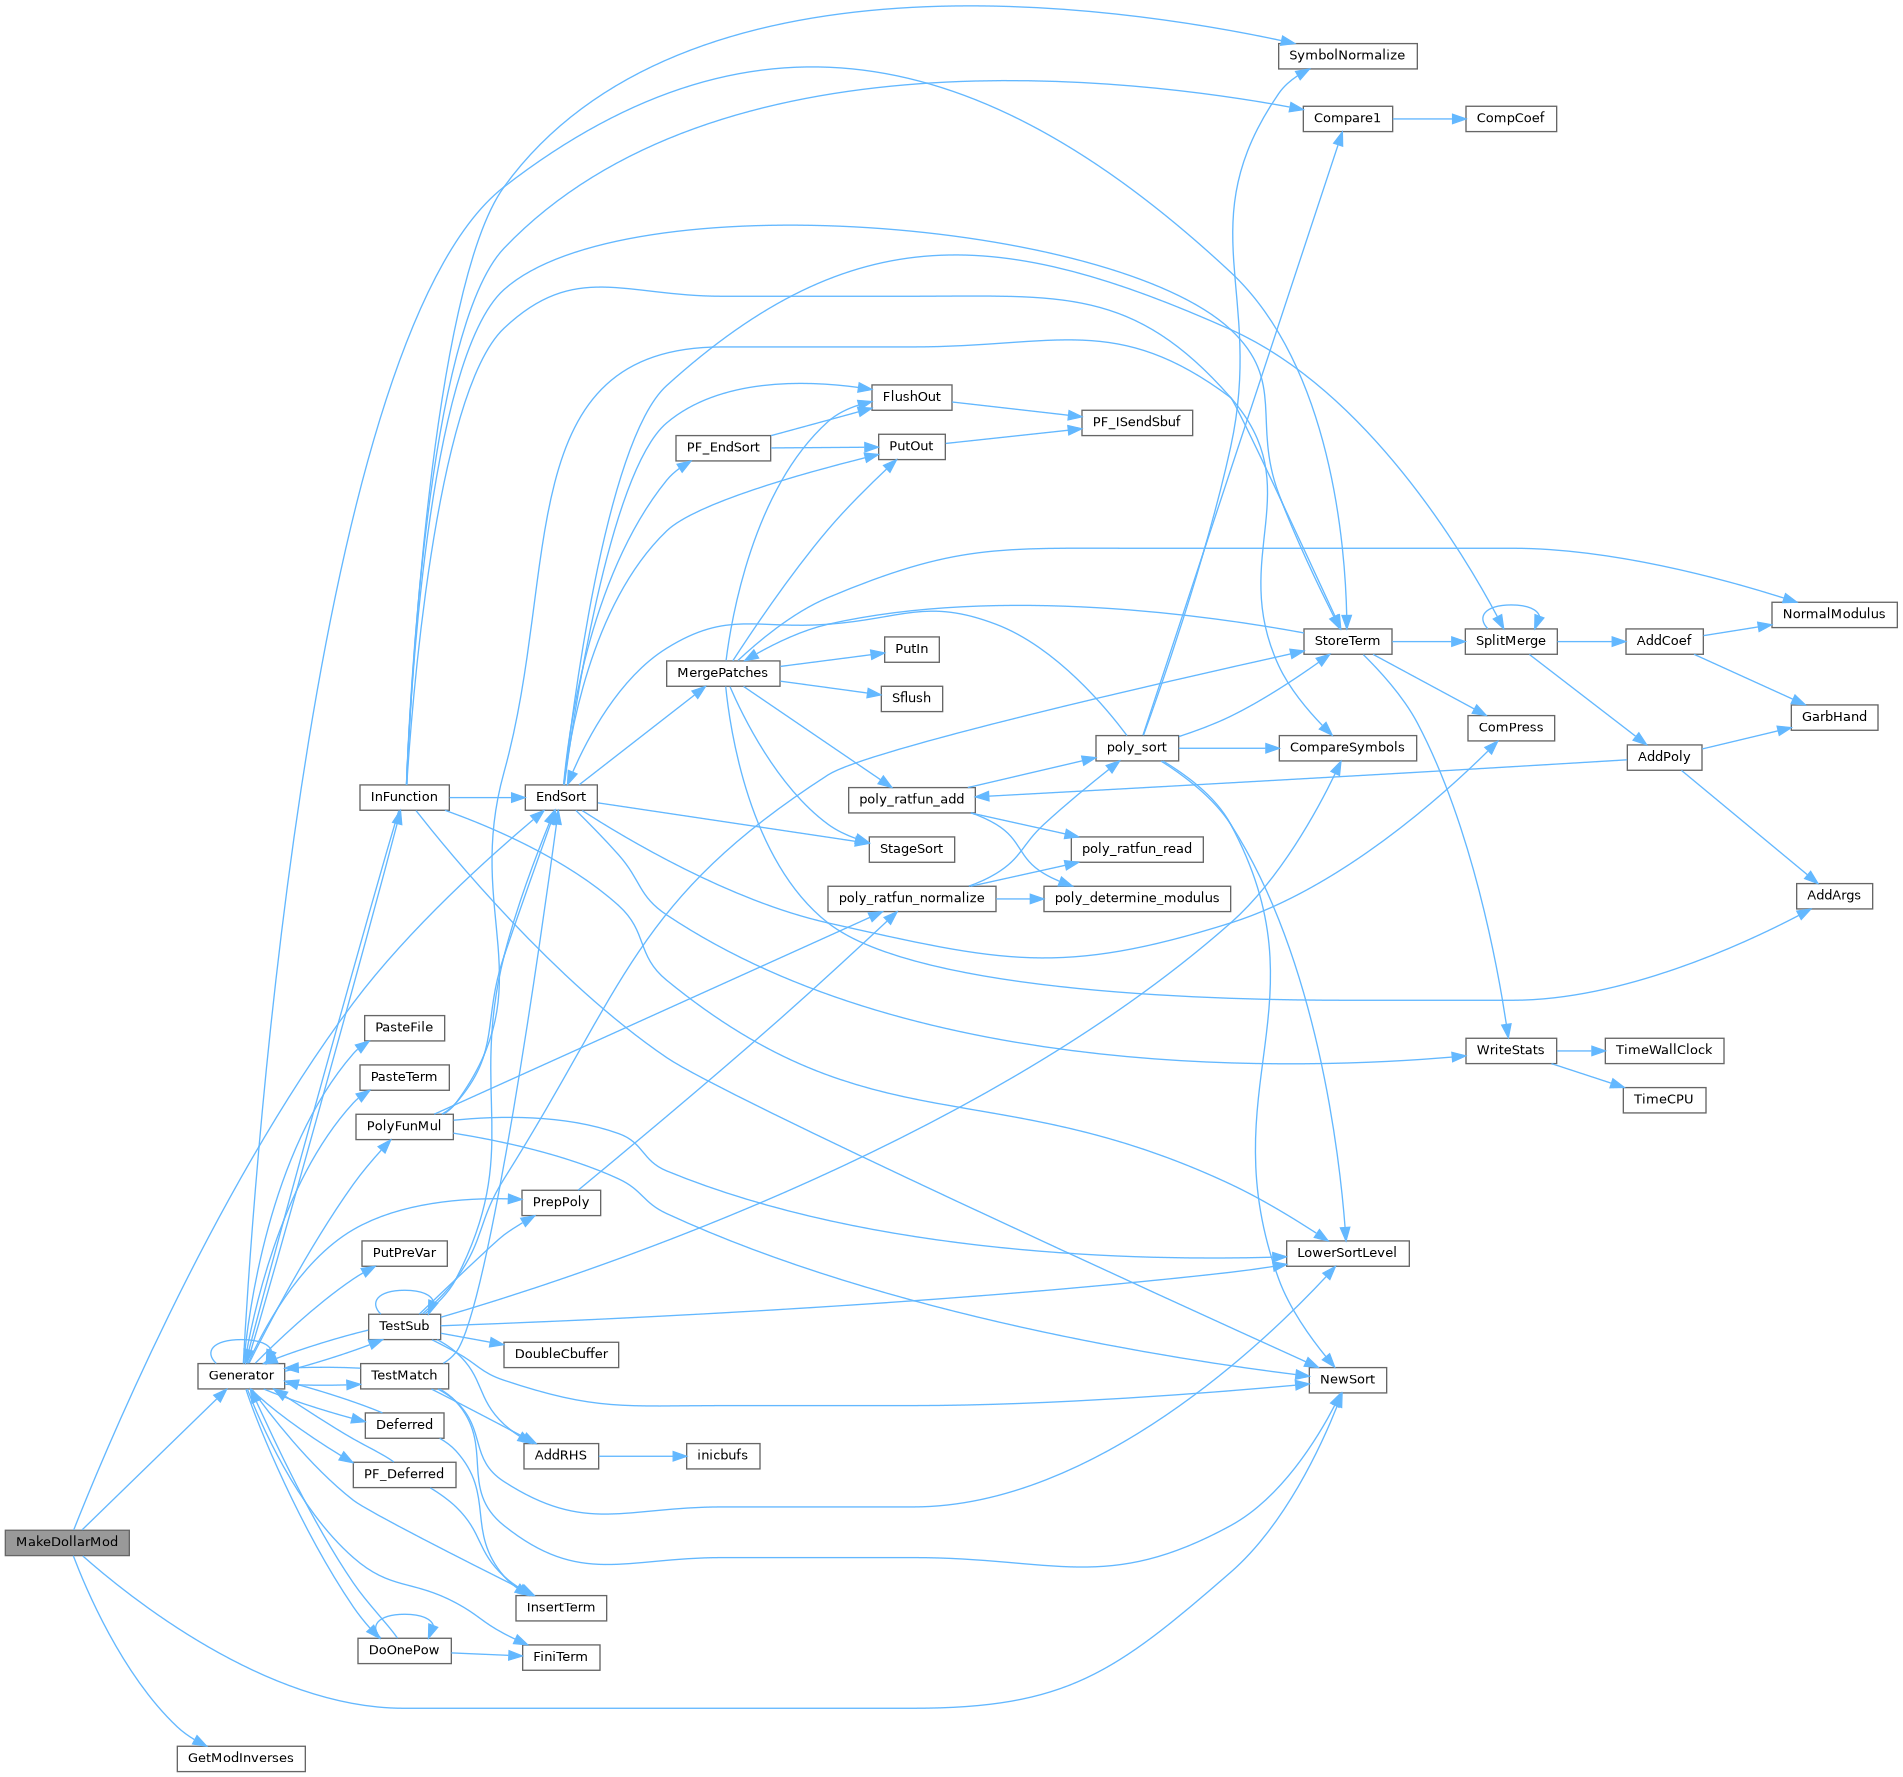 SymbolNormalize
Compare1
CompCoef
FlushOut
PF_ISendSbuf
PF_EndSort
PutOut
NormalModulus
StoreTerm
SplitMerge
AddCoef
PutIn
MergePatches
Sflush
GarbHand
ComPress
poly_sort
CompareSymbols
AddPoly
InFunction
EndSort
poly_ratfun_add
StageSort
poly_ratfun_read
poly_ratfun_normalize
poly_determine_modulus
AddArgs
PasteFile
WriteStats
TimeWallClock
PasteTerm
TimeCPU
PolyFunMul
PrepPoly
PutPreVar
LowerSortLevel
TestSub
DoubleCbuffer
Generator
TestMatch
NewSort
Deferred
AddRHS
inicbufs
PF_Deferred
MakeDollarMod
InsertTerm
DoOnePow
FiniTerm
GetModInverses